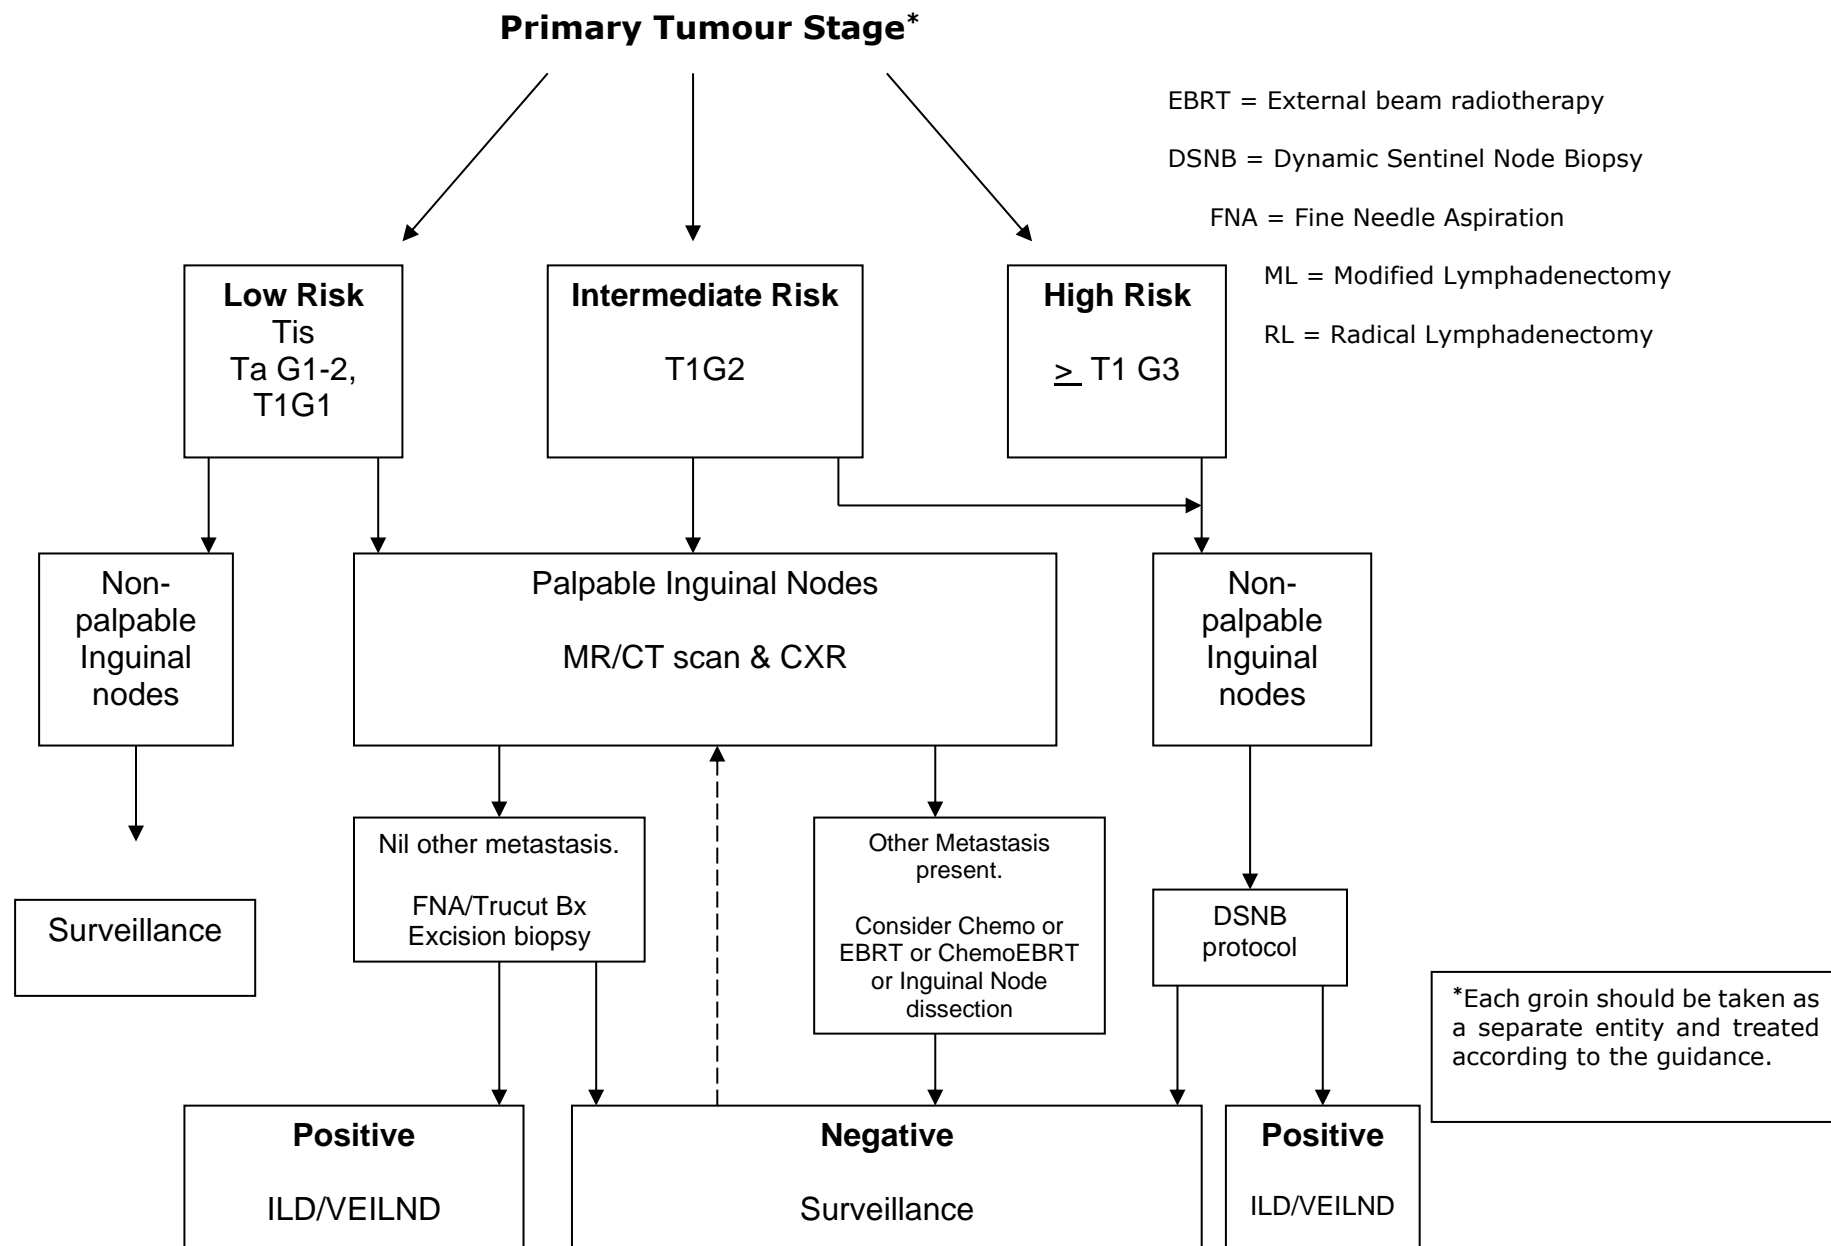 Primary Tumour Stage*
EBRT = External beam radiotherapy
DSNB = Dynamic Sentinel Node Biopsy
FNA = Fine Needle Aspiration
ML = Modified Lymphadenectomy
RL = Radical Lymphadenectomy
Low Risk
Tis
Ta G1-2,
T1G1
Intermediate Risk
T1G2
High Risk
≥ T1 G3
Non-
palpable
Inguinal
nodes
Palpable Inguinal Nodes
MR/CT scan & CXR
Non-
palpable
Inguinal
nodes
Surveillance
Nil other metastasis.
FNA/Trucut Bx
Excision biopsy
Other Metastasis
present.
Consider Chemo or
EBRT or ChemoEBRT
or Inguinal Node
dissection
DSNB
protocol
*Each groin should be taken as
a separate entity and treated
according to the guidance.
Positive
ILD/VEILND
Negative
Surveillance
Positive
ILD/VEILND